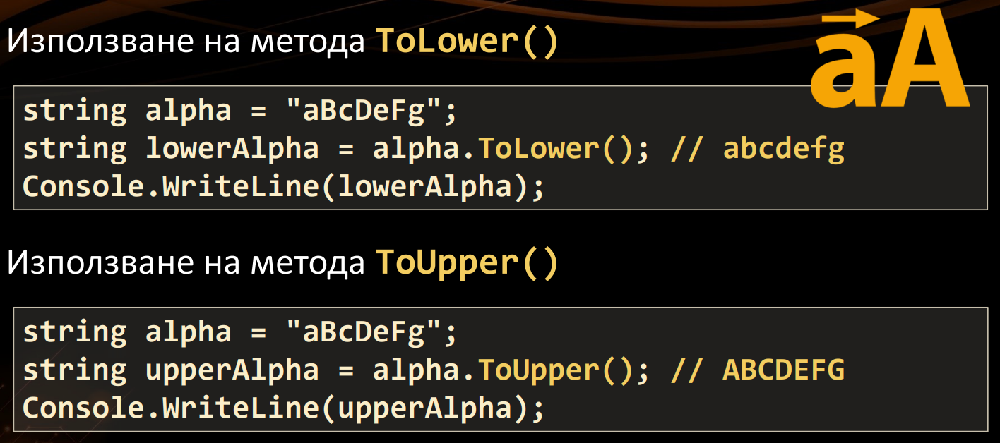 Използване на метода ToLower()
aA
string alpha = "aBcDeFg";
string lowerAlpha = alpha.ToLower(); // abcdefg
Console.WriteLine(lowerAlpha);
Използване на метода ToUpper()
string alpha = "aBcDeFg";
string upperAlpha = alpha.ToUpper(); // ABCDEFG
Console.WriteLine(upperAlpha);